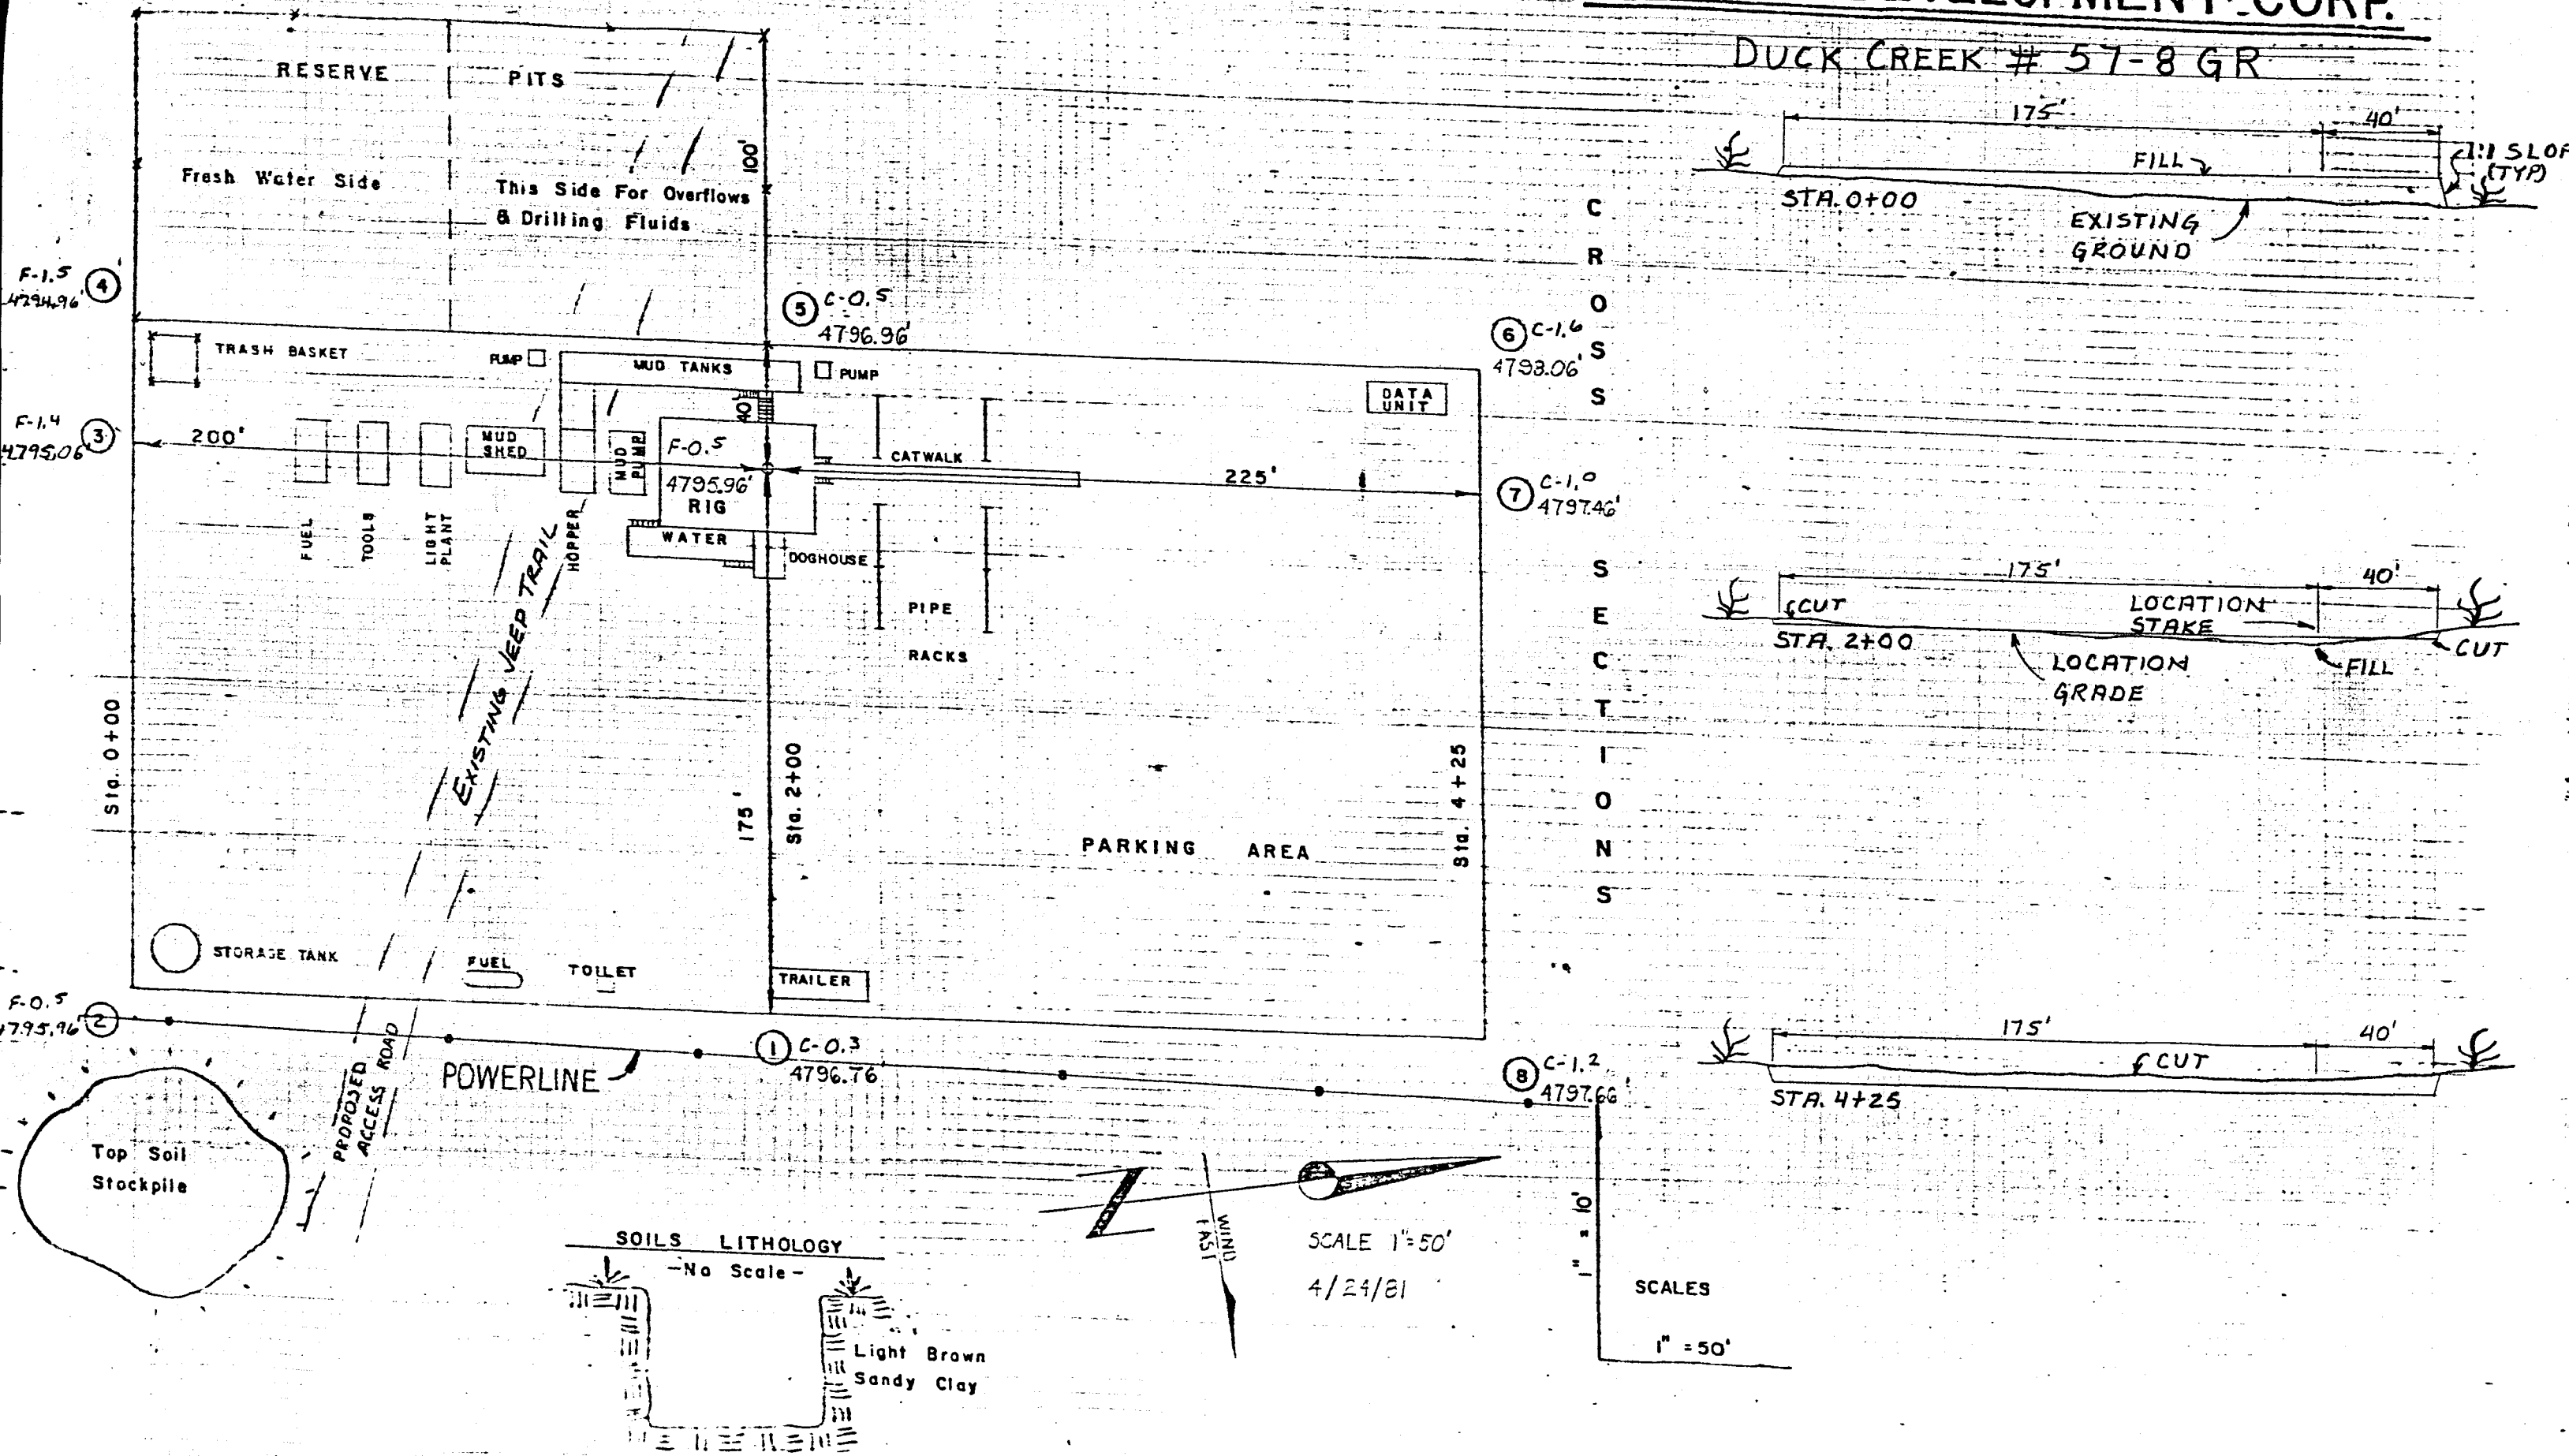 CORP.
DUCK CREEK # 57-8 GR
RESERVE PITS
Fresh Water Side
This Side For Overflows
& Drilling Fluids
100'
F-1.5
4794.96'
4
5 C-0.5
4796.96'
6 C-1.6
4798.06'
TRASH BASKET
PUMP
MUD TANKS
PUMP
DATA
UNIT
40'
F-1.4
4795.06'
3
200'
MUD
SHED
MUD
PUMP
F-0.5
4795.96'
RIG
CATWALK
225'
7 C-1.0
4797.46'
FUEL
TOOLS
LIGHT
PLANT
HOPPER
WATER
DOGHOUSE
PIPE
RACKS
EXISTING JEEP TRAIL
Sta. 0+00
175'
Sta. 2+00
Sta. 4+25
PARKING AREA
STORAGE TANK
FUEL
TOILET
TRAILER
F-0.5
4795.96'
2
1 C-0.3
4796.76'
8 C-1.2
4797.66'
POWERLINE
PROPOSED
ACCESS ROAD
Top Soil
Stockpile
SOILS LITHOLOGY
-No Scale-
Light Brown
Sandy Clay
WIND
EAST
SCALE 1"=50'
4/24/81
1" = 10'
SCALES
1" = 50'
CROSS
SECTIONS
175'
40'
FILL
1:1 SLOP
(TYP)
STA. 0+00
EXISTING
GROUND
175'
40'
CUT
LOCATION
STAKE
STA. 2+00
LOCATION
GRADE
FILL
CUT
175'
40'
CUT
STA. 4+25